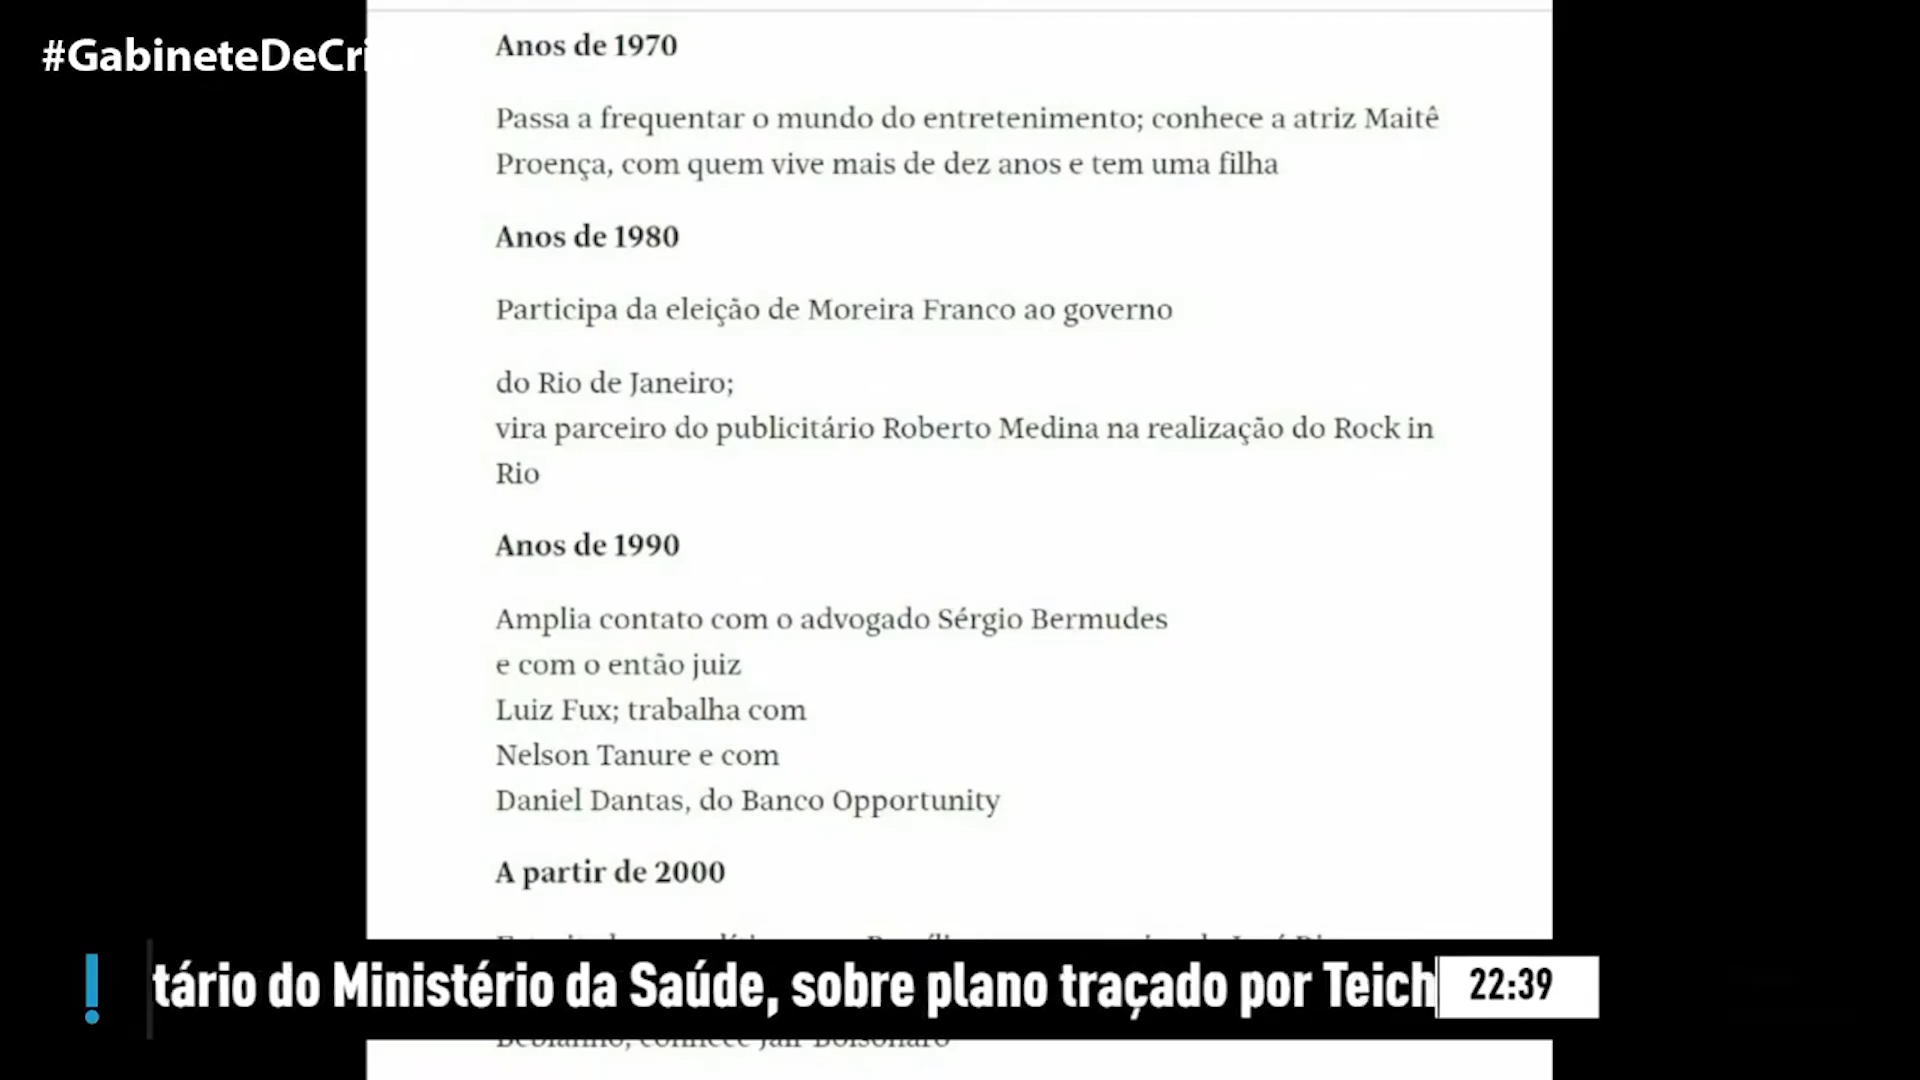 #GabineteDeCri
Anos de 1970
Passa a frequentar o mundo do entretenimento; conhece a atriz Maitê
Proença, com quem vive mais de dez anos e tem uma filha
Anos de 1980
Participa da eleição de Moreira Franco ao governo
do Rio de Janeiro;
vira parceiro do publicitário Roberto Medina na realização do Rock in
Rio
Anos de 1990
Amplia contato com o advogado Sérgio Bermudes
e com o então juiz
Luiz Fux; trabalha com
Nelson Tanure e com
Daniel Dantas, do Banco Opportunity
A partir de 2000
tário do Ministério da Saúde, sobre plano traçado por Teich
22:39
conhece Jair Bolsonaro